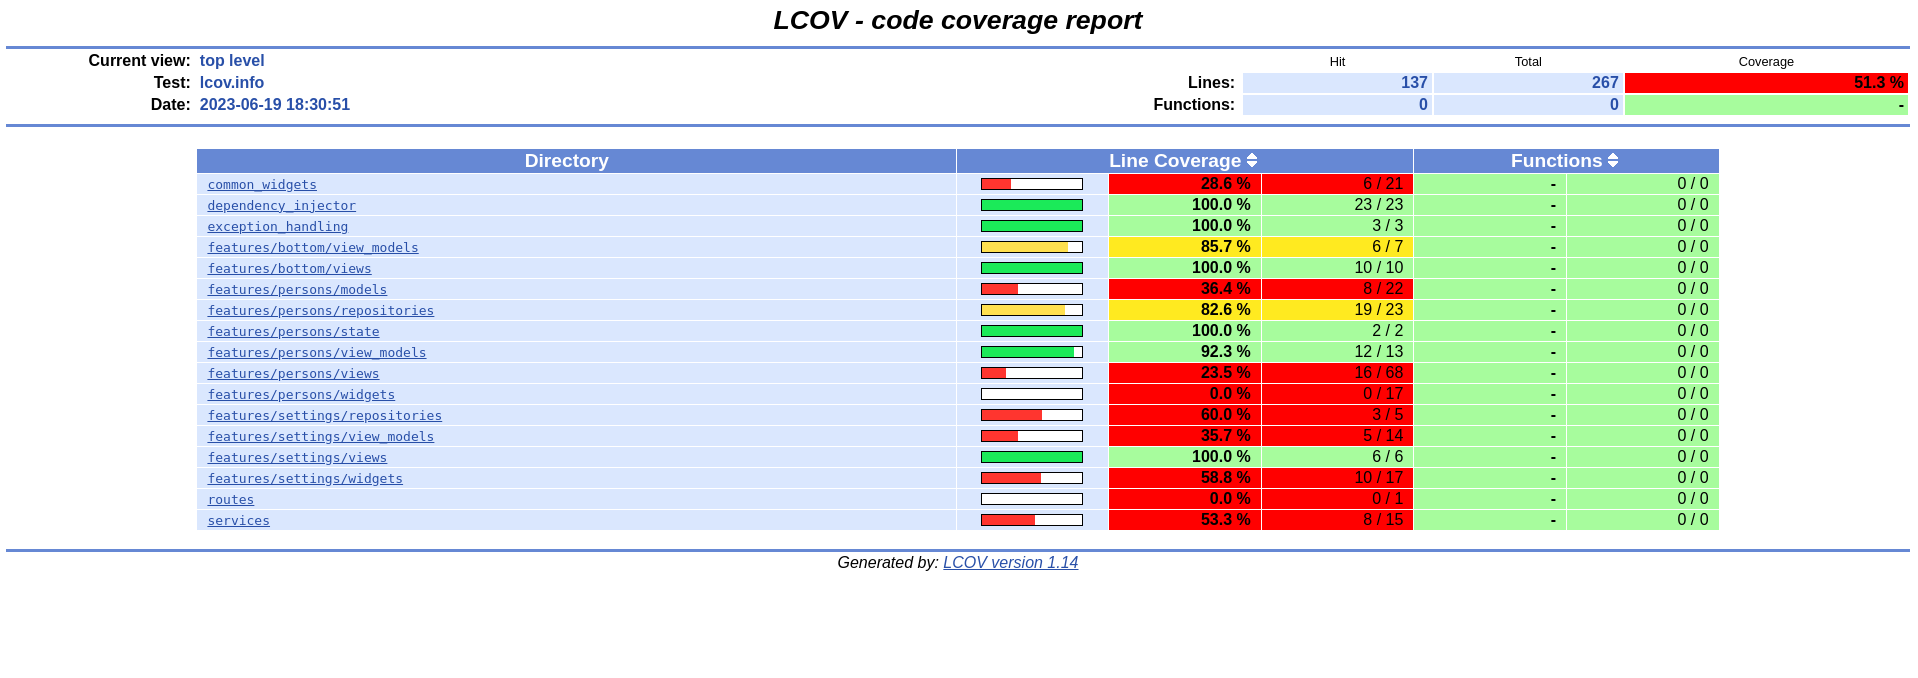 LCOV - code coverage report
Current view: top level Hit Total Coverage
Test: lcov.info Lines: 137 267 51.3 %
Date: 2023-06-19 18:30:51 Functions: 0 0 -
Directory Line Coverage Functions
common_widgets 28.6 % 6 / 21 - 0 / 0
dependency_injector 100.0 % 23 / 23 - 0 / 0
exception_handling 100.0 % 3 / 3 - 0 / 0
features/bottom/view_models 85.7 % 6 / 7 - 0 / 0
features/bottom/views 100.0 % 10 / 10 - 0 / 0
features/persons/models 36.4 % 8 / 22 - 0 / 0
features/persons/repositories 82.6 % 19 / 23 - 0 / 0
features/persons/state 100.0 % 2 / 2 - 0 / 0
features/persons/view_models 92.3 % 12 / 13 - 0 / 0
features/persons/views 23.5 % 16 / 68 - 0 / 0
features/persons/widgets 0.0 % 0 / 17 - 0 / 0
features/settings/repositories 60.0 % 3 / 5 - 0 / 0
features/settings/view_models 35.7 % 5 / 14 - 0 / 0
features/settings/views 100.0 % 6 / 6 - 0 / 0
features/settings/widgets 58.8 % 10 / 17 - 0 / 0
routes 0.0 % 0 / 1 - 0 / 0
services 53.3 % 8 / 15 - 0 / 0
Generated by: LCOV version 1.14